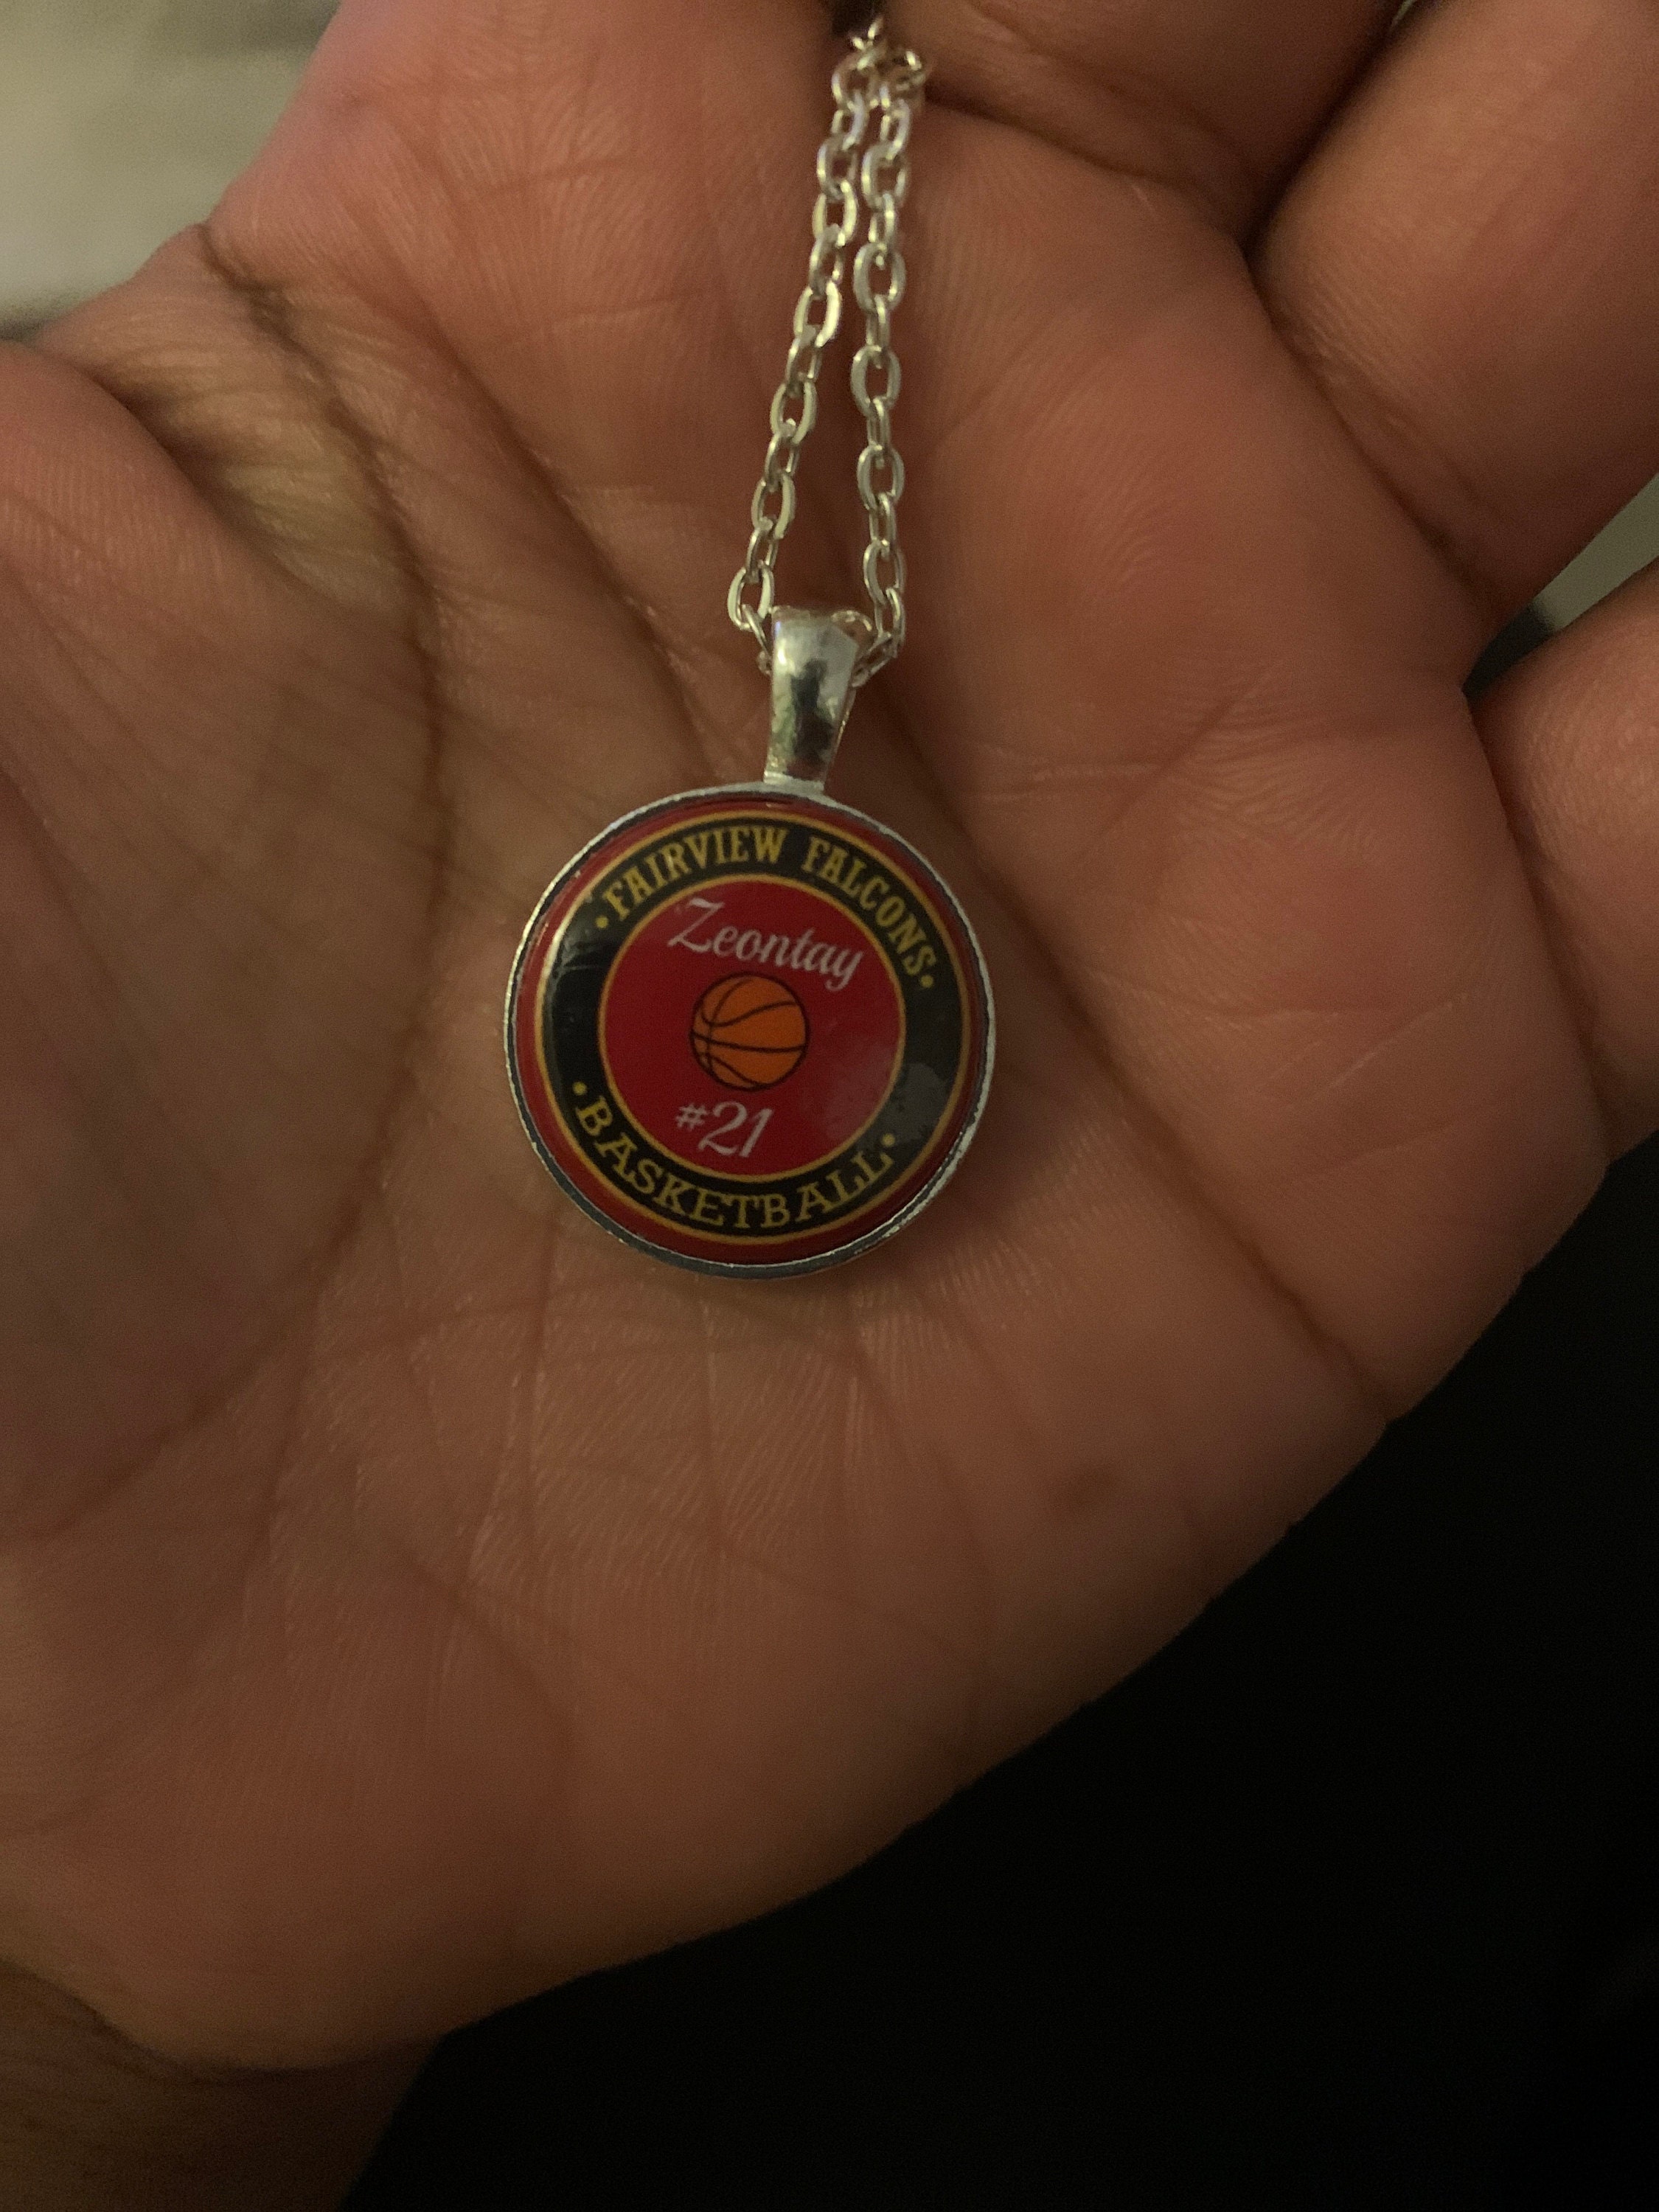 ·FAIRVIEW FALCONS·
Zeontay
#21
·BASKETBALL·